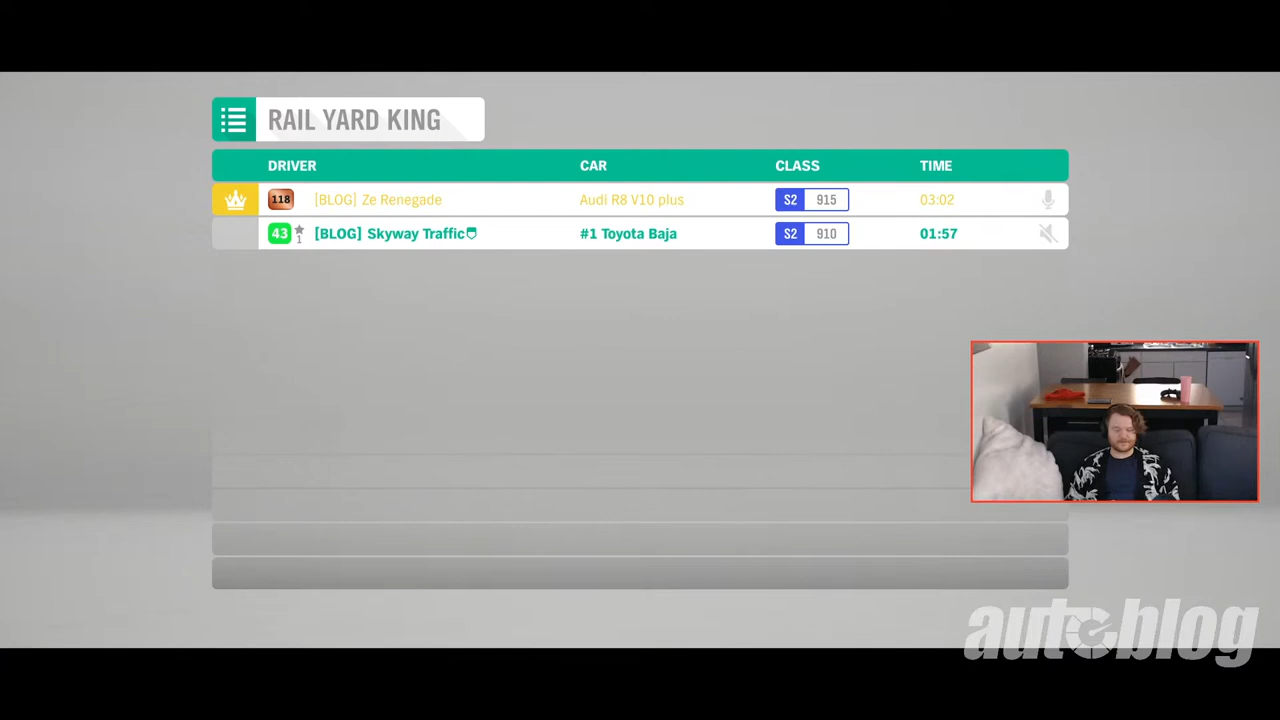 RAIL YARD KING
DRIVER CAR CLASS TIME
118 [BLOG] Ze Renegade Audi R8 V10 plus S2 915 03:02
43 1 [BLOG] Skyway Traffic #1 Toyota Baja S2 910 01:57
autoblog